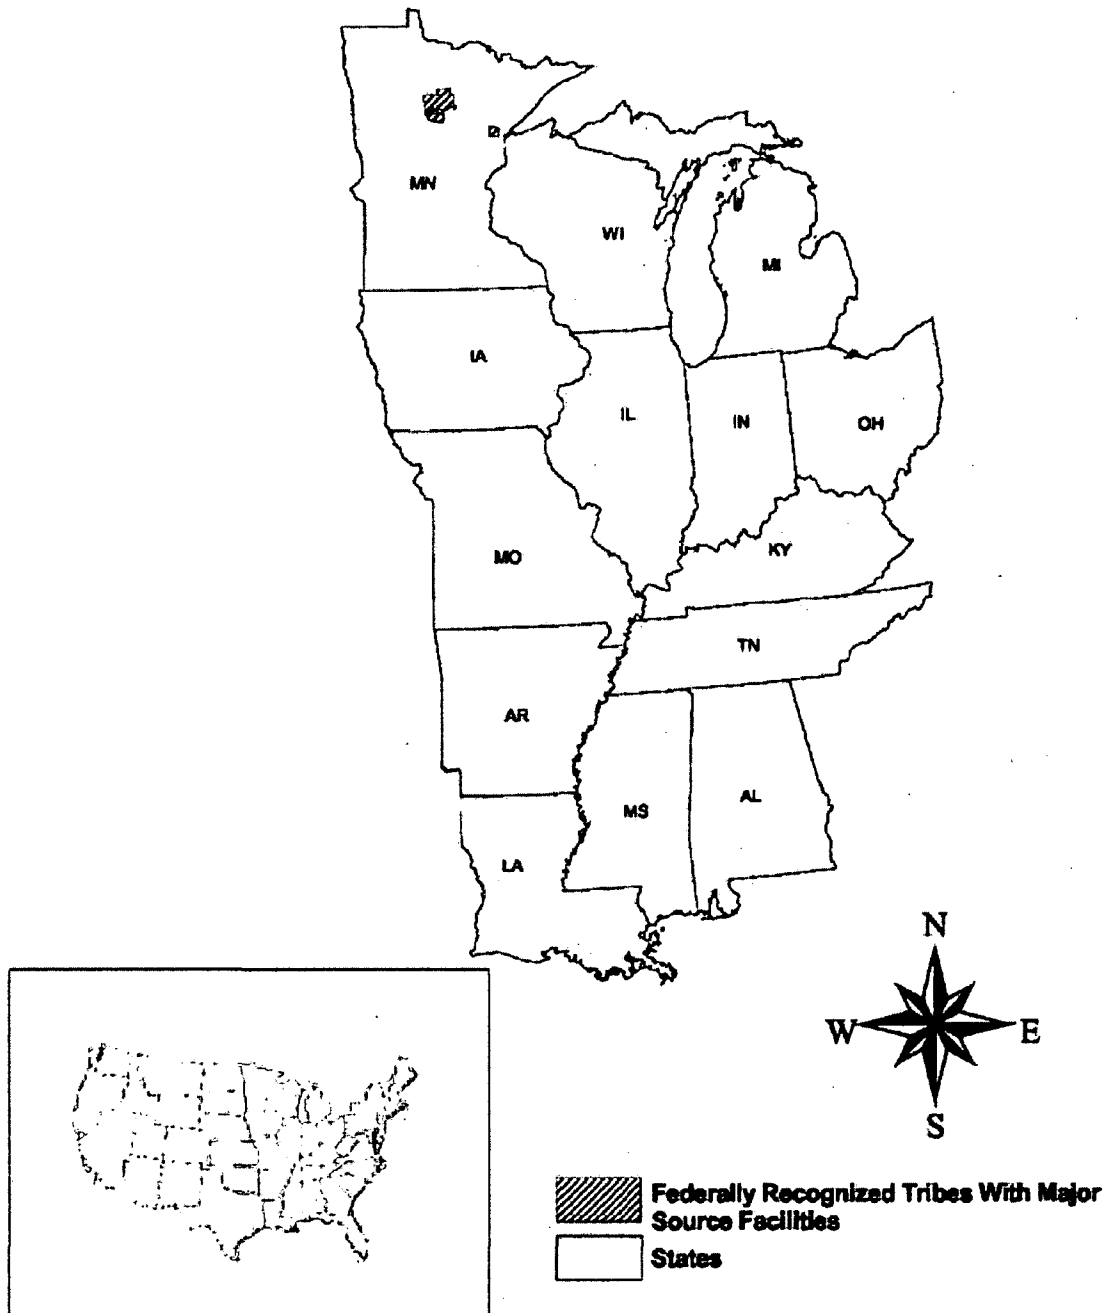 MN
WI
MI
IA
IL
IN
OH
MO
KY
TN
AR
MS
AL
LA
N
W
E
S
Federally Recognized Tribes With Major
Source Facilities
States